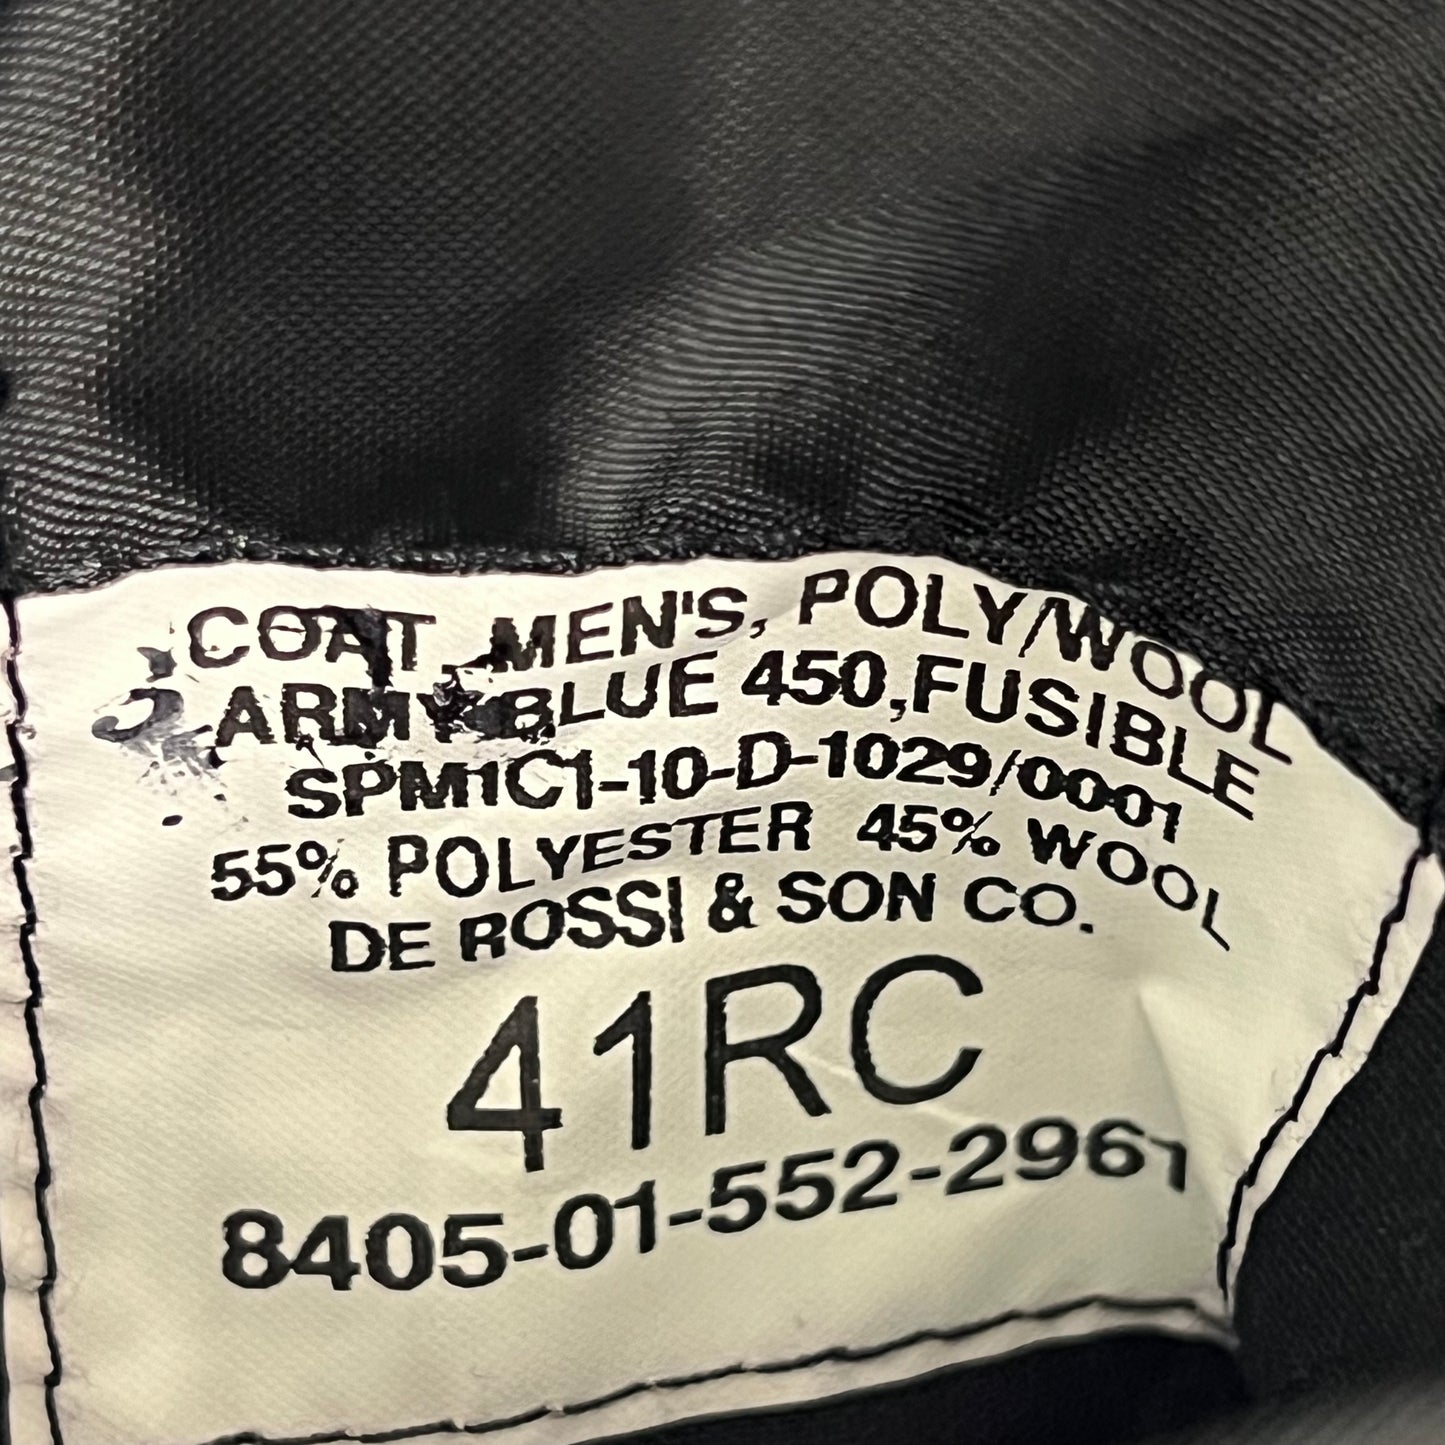 COAT, MEN'S, POLY/WOOL
ARMY BLUE 450, FUSIBLE
SPM1C1-10-D-1029/0001
55% POLYESTER 45% WOOL
DE ROSSI & SON CO.
41RC
8405-01-552-2961